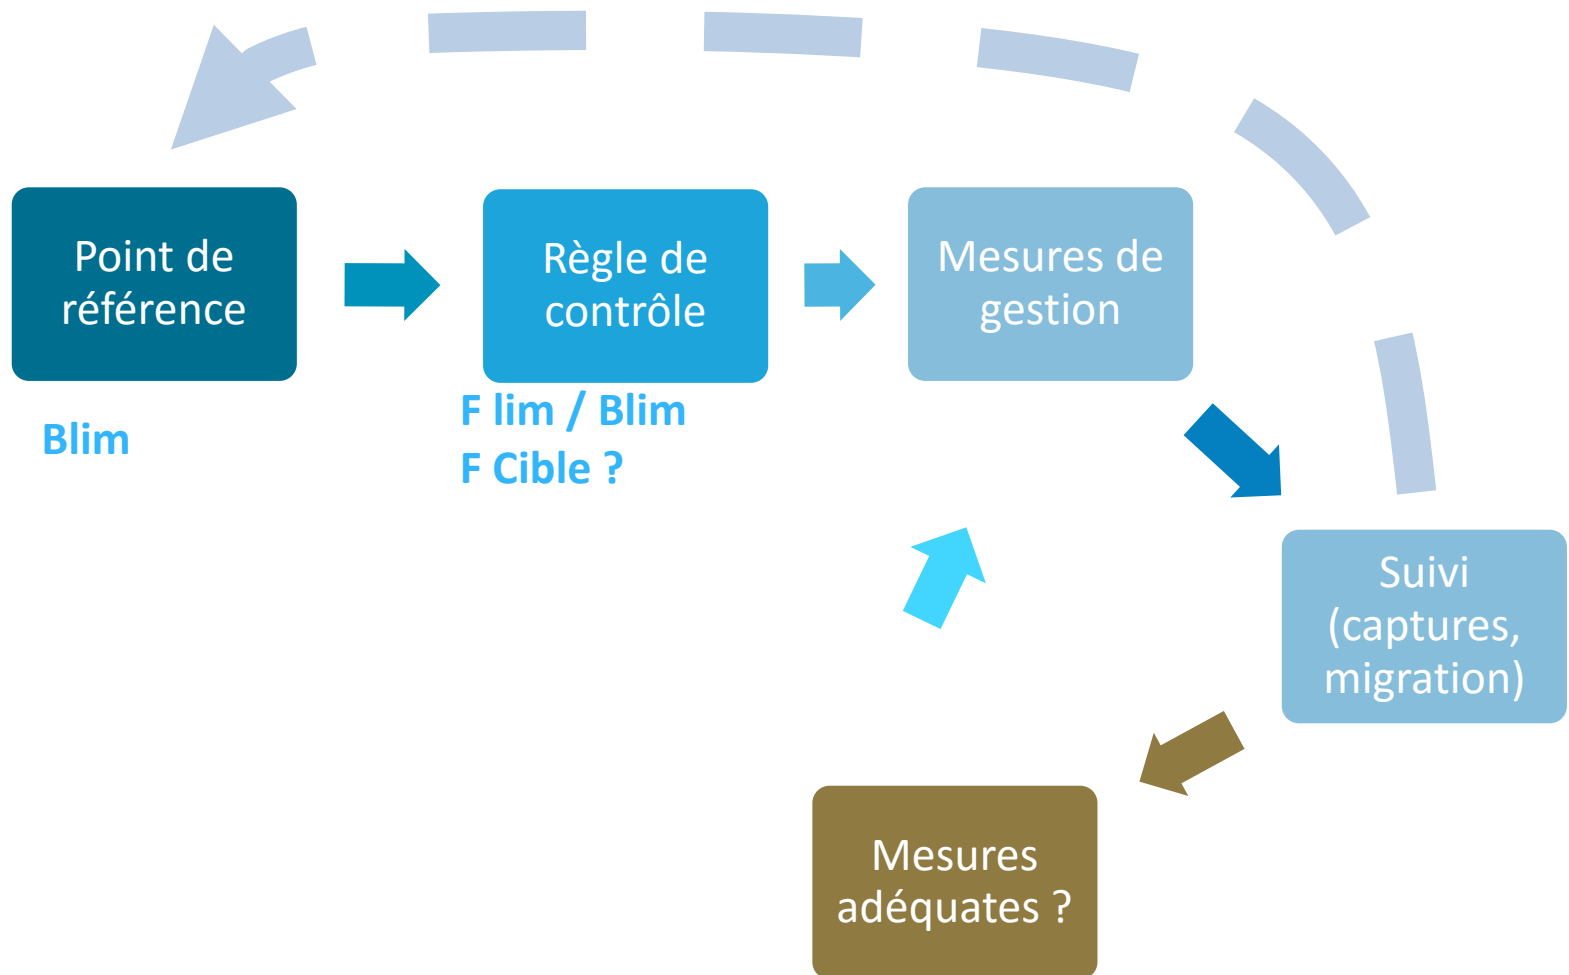 Point de
référence
Règle de
contrôle
Mesures de
gestion
Blim
F lim / Blim
F Cible ?
Suivi
(captures,
migration)
Mesures
adéquates ?